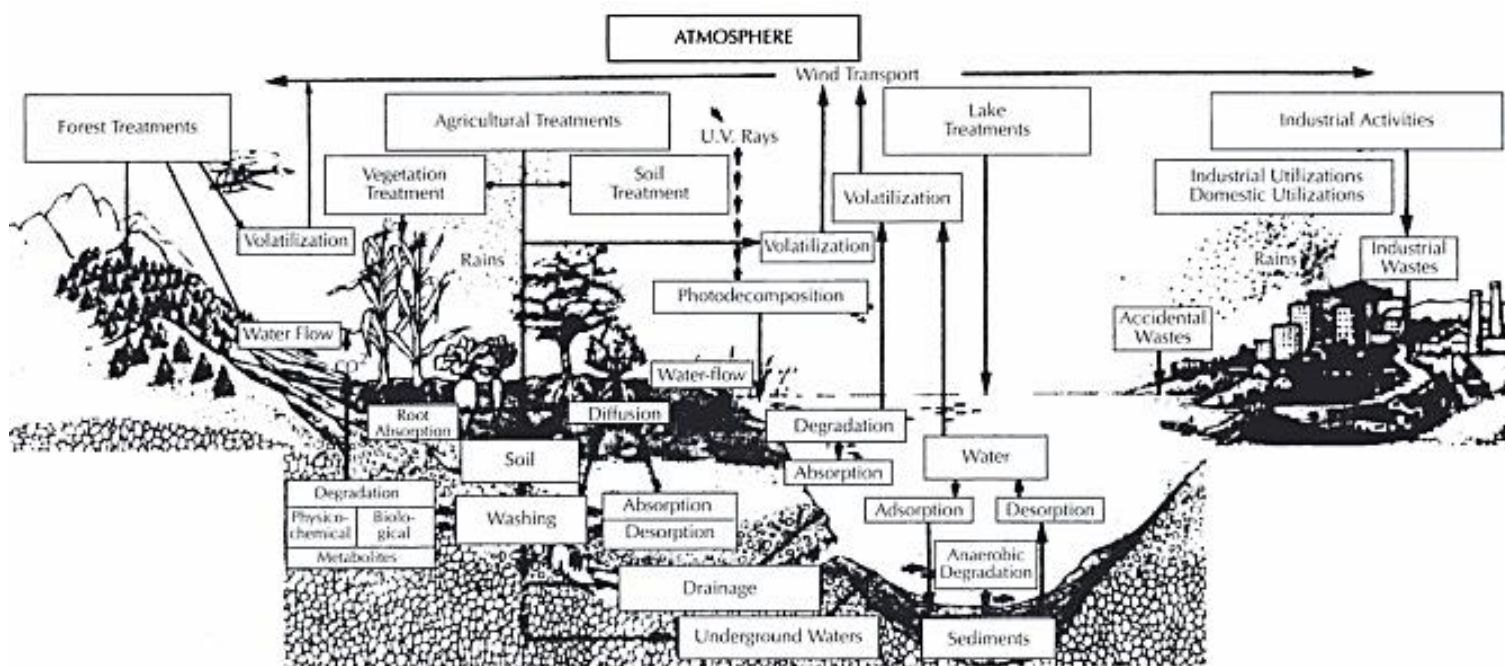 ATMOSPHERE
Wind Transport
Forest Treatments
Agricultural Treatments
Lake
Treatments
Industrial Activities
U.V. Rays
Vegetation
Treatment
Soil
Treatment
Industrial Utilizations
Domestic Utilizations
Volatilization
Volatilization
Volatilization
Rains
Rains
Industrial
Wastes
Photodecomposition
Water Flow
Accidental
Wastes
Water-flow
Root
Absorption
Diffusion
Degradation
Soil
Water
Absorption
Degradation
Physico-
chemical
Biolo-
gical
Metabolites
Washing
Absorption
Desorption
Adsorption
Desorption
Anaerobic
Degradation
Drainage
Underground Waters
Sediments